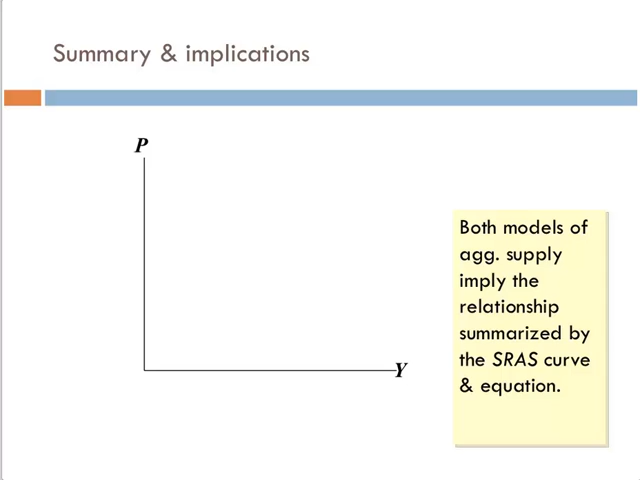 Summary & implications
P
Y
Both models of
agg. supply
imply the
relationship
summarized by
the SRAS curve
& equation.